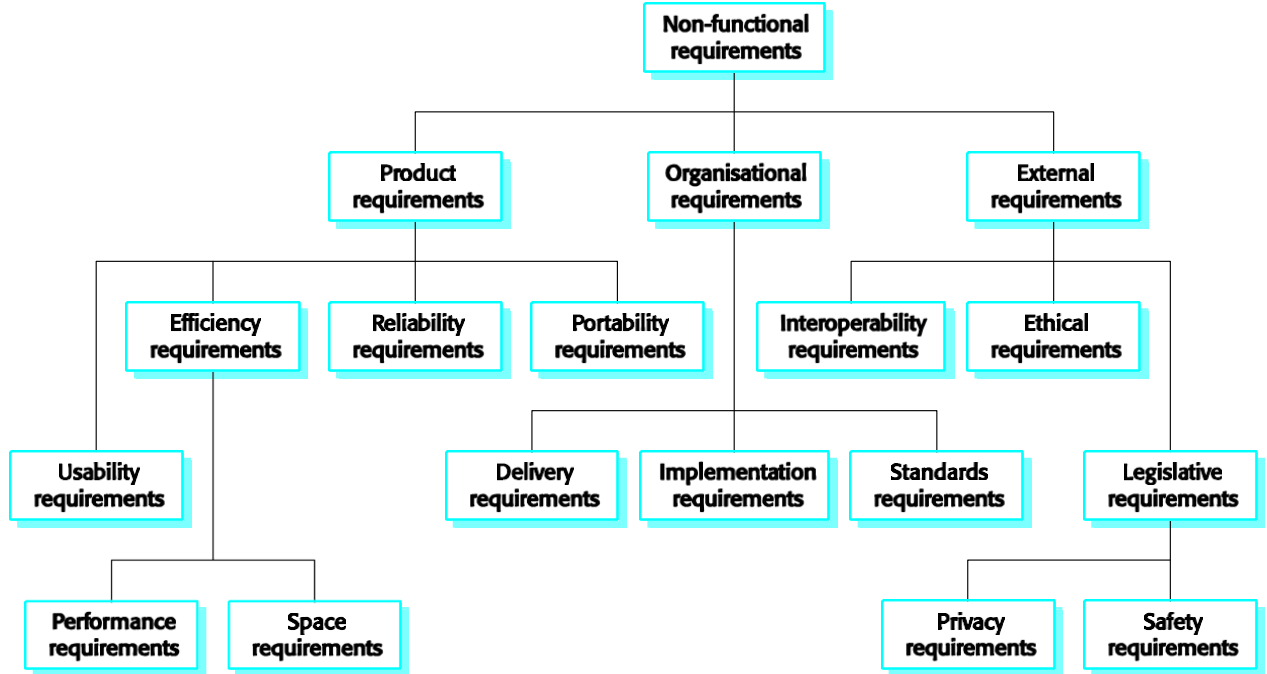 Non-functional
requirements
Product
requirements
Organisational
requirements
External
requirements
Efficiency
requirements
Reliability
requirements
Portability
requirements
Interoperability
requirements
Ethical
requirements
Usability
requirements
Delivery
requirements
Implementation
requirements
Standards
requirements
Legislative
requirements
Performance
requirements
Space
requirements
Privacy
requirements
Safety
requirements